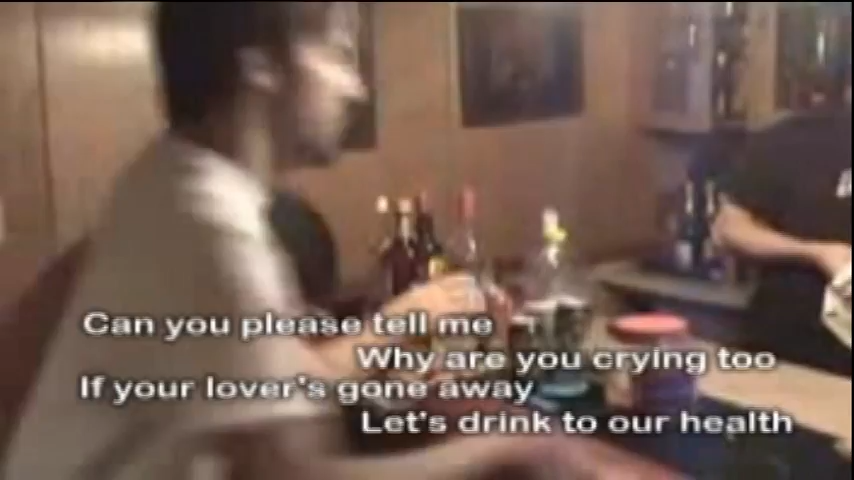 Can you please tell me
Why are you crying too
If your lover's gone away
Let's drink to our health